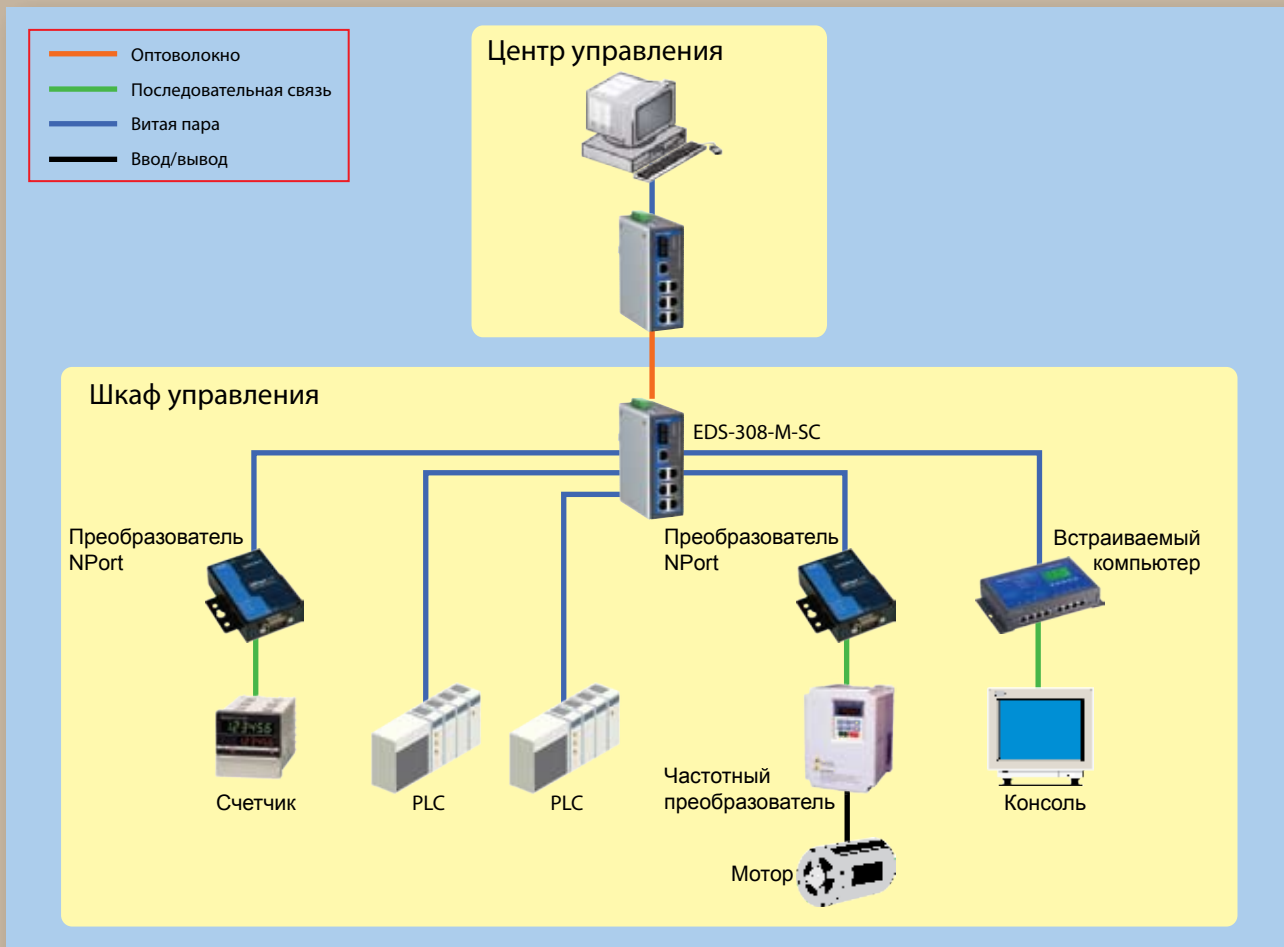 Оптоволокно
Последовательная связь
Витая пара
Ввод/вывод
Центр управления
Шкаф управления
EDS-308-M-SC
Преобразователь
NPort
Преобразователь
NPort
Встраиваемый
компьютер
Счетчик
PLC
PLC
Частотный
преобразователь
Консоль
Мотор